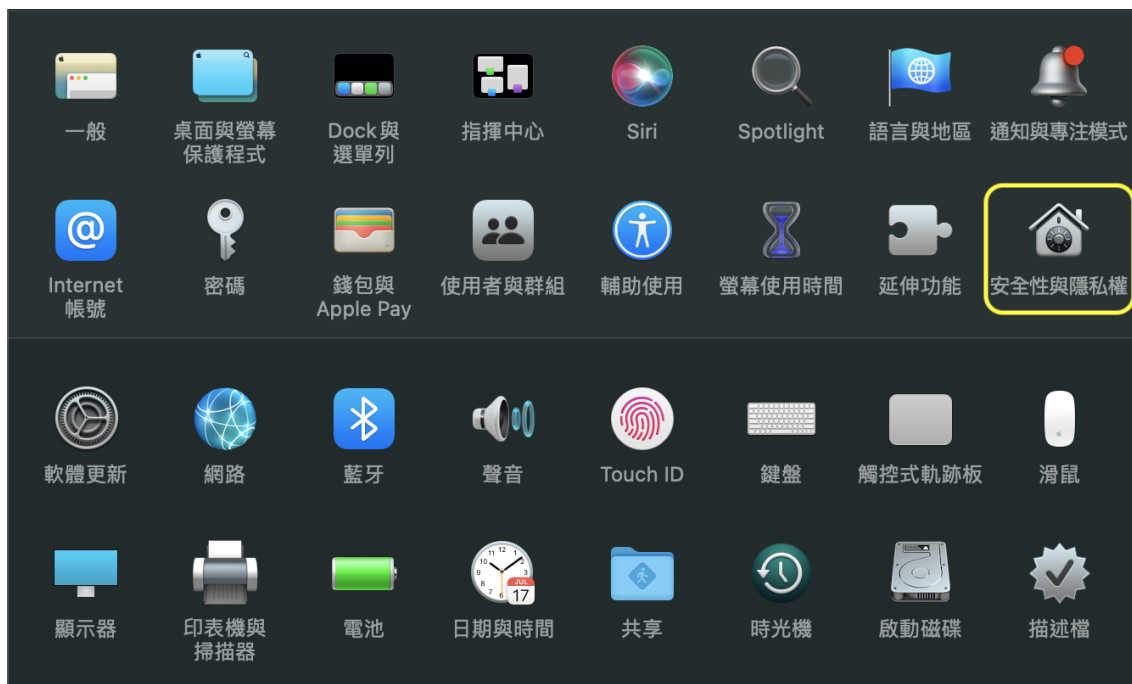 一般
桌面與螢幕
保護程式
Dock與
選單列
指揮中心
Siri
Spotlight
語言與地區
通知與專注模式
Internet
帳號
密碼
錢包與
Apple Pay
使用者與群組
輔助使用
螢幕使用時間
延伸功能
安全性與隱私權
軟體更新
網路
藍牙
聲音
Touch ID
鍵盤
觸控式軌跡板
滑鼠
顯示器
印表機與
掃描器
電池
JUL
17
日期與時間
共享
時光機
啟動磁碟
描述檔